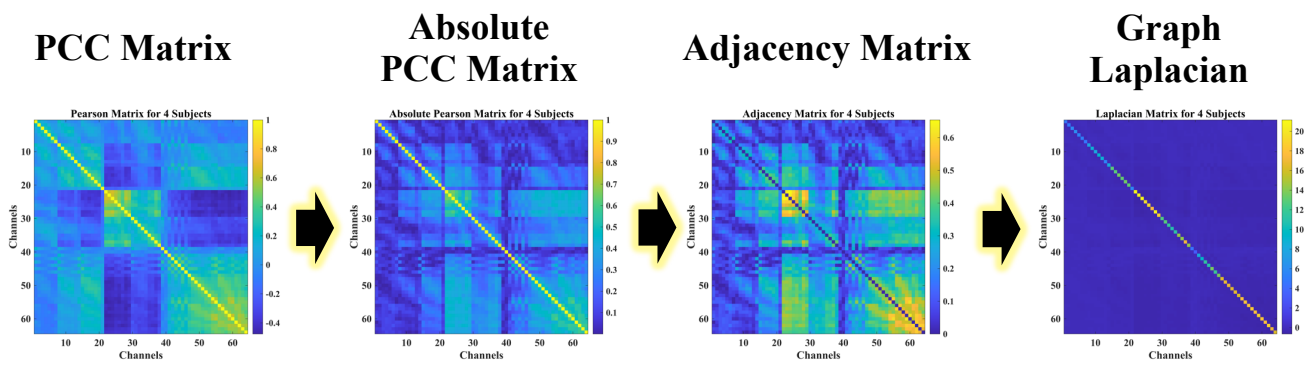 PCC Matrix
Absolute
PCC Matrix
Adjacency Matrix
Graph
Laplacian
Pearson Matrix for 4 Subjects
Channels
10
20
30
40
50
60
10 20 30 40 50 60
Channels
1
0.8
0.6
0.4
0.2
0
-0.2
-0.4
Absolute Pearson Matrix for 4 Subjects
Channels
10
20
30
40
50
60
10 20 30 40 50 60
Channels
1
0.9
0.8
0.7
0.6
0.5
0.4
0.3
0.2
0.1
Adjacency Matrix for 4 Subjects
Channels
10
20
30
40
50
60
10 20 30 40 50 60
Channels
0.6
0.5
0.4
0.3
0.2
0.1
0
Laplacian Matrix for 4 Subjects
Channels
10
20
30
40
50
60
10 20 30 40 50 60
Channels
20
18
16
14
12
10
8
6
4
2
0